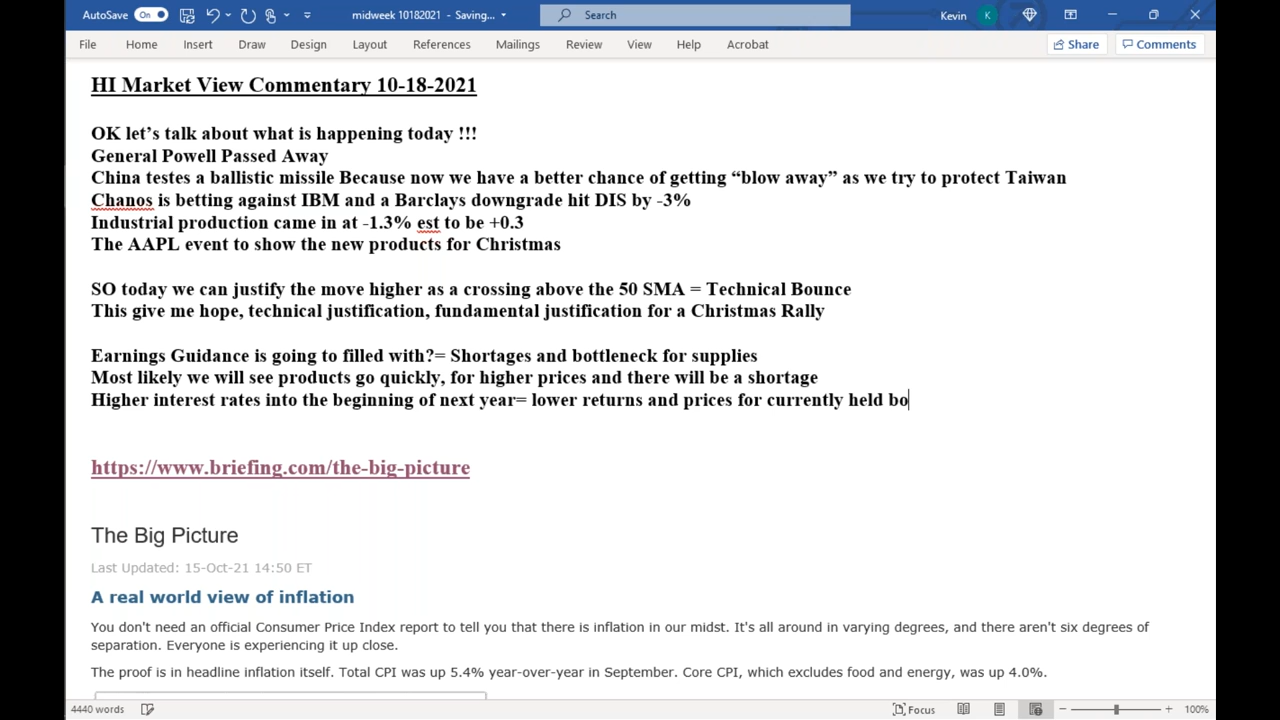 AutoSave On midweek 10182021 - Saving... Search Kevin K
File Home Insert Draw Design Layout References Mailings Review View Help Acrobat Share Comments
HI Market View Commentary 10-18-2021
OK let’s talk about what is happening today !!!
General Powell Passed Away
China testes a ballistic missile Because now we have a better chance of getting “blow away” as we try to protect Taiwan
Chanos is betting against IBM and a Barclays downgrade hit DIS by -3%
Industrial production came in at -1.3% est to be +0.3
The AAPL event to show the new products for Christmas
SO today we can justify the move higher as a crossing above the 50 SMA = Technical Bounce
This give me hope, technical justification, fundamental justification for a Christmas Rally
Earnings Guidance is going to filled with?= Shortages and bottleneck for supplies
Most likely we will see products go quickly, for higher prices and there will be a shortage
Higher interest rates into the beginning of next year= lower returns and prices for currently held bo
https://www.briefing.com/the-big-picture
The Big Picture
Last Updated: 15-Oct-21 14:50 ET
A real world view of inflation
You don't need an official Consumer Price Index report to tell you that there is inflation in our midst. It's all around in varying degrees, and there aren't six degrees of
separation. Everyone is experiencing it up close.
The proof is in headline inflation itself. Total CPI was up 5.4% year-over-year in September. Core CPI, which excludes food and energy, was up 4.0%.
4440 words Focus 100%